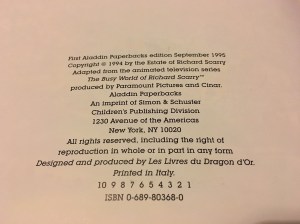 First Aladdin Paperbacks edition September 1995
Copyright © 1994 by the Estate of Richard Scarry
Adapted from the animated television series
The Busy World of Richard Scarry™
produced by Paramount Pictures and Cinar.
Aladdin Paperbacks
An imprint of Simon & Schuster
Children's Publishing Division
1230 Avenue of the Americas
New York, NY 10020
All rights reserved, including the right of
reproduction in whole or in part in any form
Designed and produced by Les Livres du Dragon d'Or.
Printed in Italy.
10 9 8 7 6 5 4 3 2 1
ISBN 0-689-80368-0